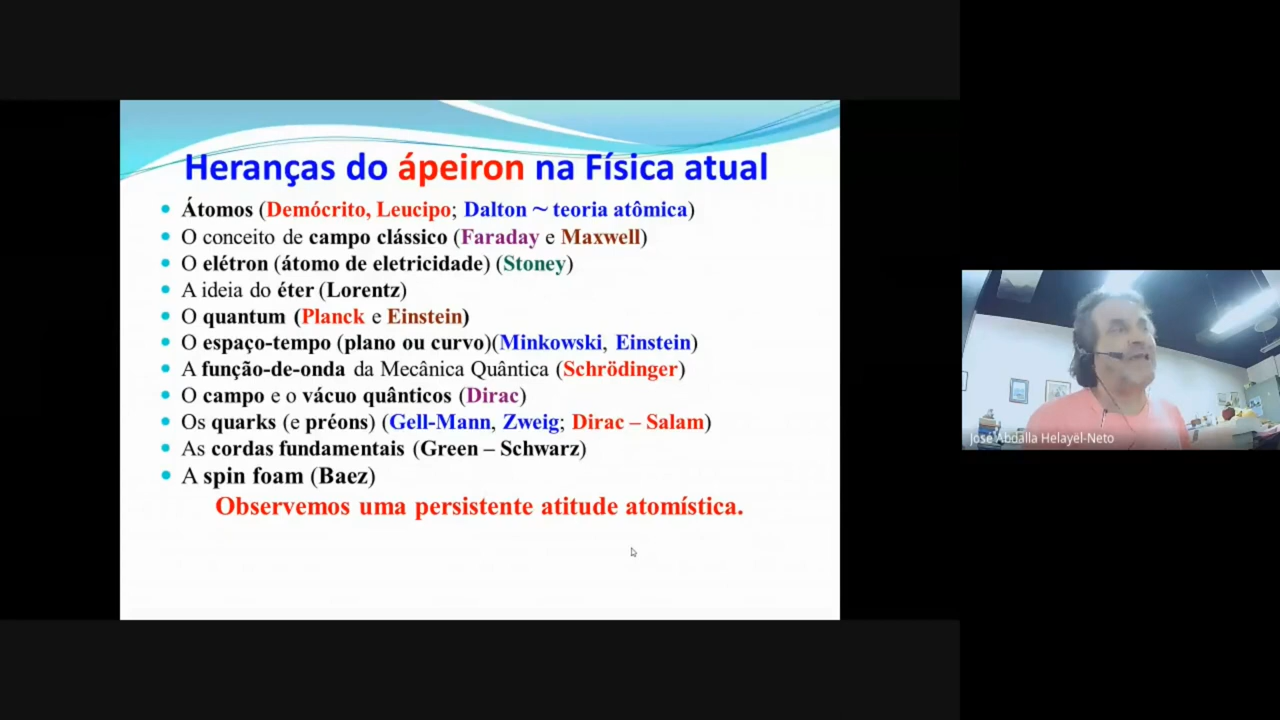 Heranças do ápeiron na Física atual
Átomos (Demócrito, Leucipo; Dalton ~ teoria atômica)
O conceito de campo clássico (Faraday e Maxwell)
O elétron (átomo de eletricidade) (Stoney)
A ideia do éter (Lorentz)
O quantum (Planck e Einstein)
O espaço-tempo (plano ou curvo)(Minkowski, Einstein)
A função-de-onda da Mecânica Quântica (Schrödinger)
O campo e o vácuo quânticos (Dirac)
Os quarks (e préons) (Gell-Mann, Zweig; Dirac – Salam)
As cordas fundamentais (Green – Schwarz)
A spin foam (Baez)
Observemos uma persistente atitude atomística.
José Abdalla Helayël-Neto